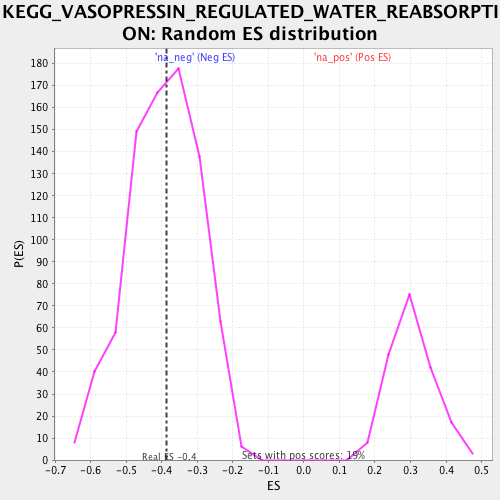 KEGG_VASOPRESSIN_REGULATED_WATER_REABSORPTI
ON: Random ES distribution
'na_neg' (Neg ES)
'na_pos' (Pos ES)
180
170
160
150
140
130
120
110
100
90
80
70
60
50
40
30
20
10
0
P(ES)
Real ES -0.4
Sets with pos scores: 19%
-0.7 -0.6 -0.5 -0.4 -0.3 -0.2 -0.1 0.0 0.1 0.2 0.3 0.4 0.5
ES